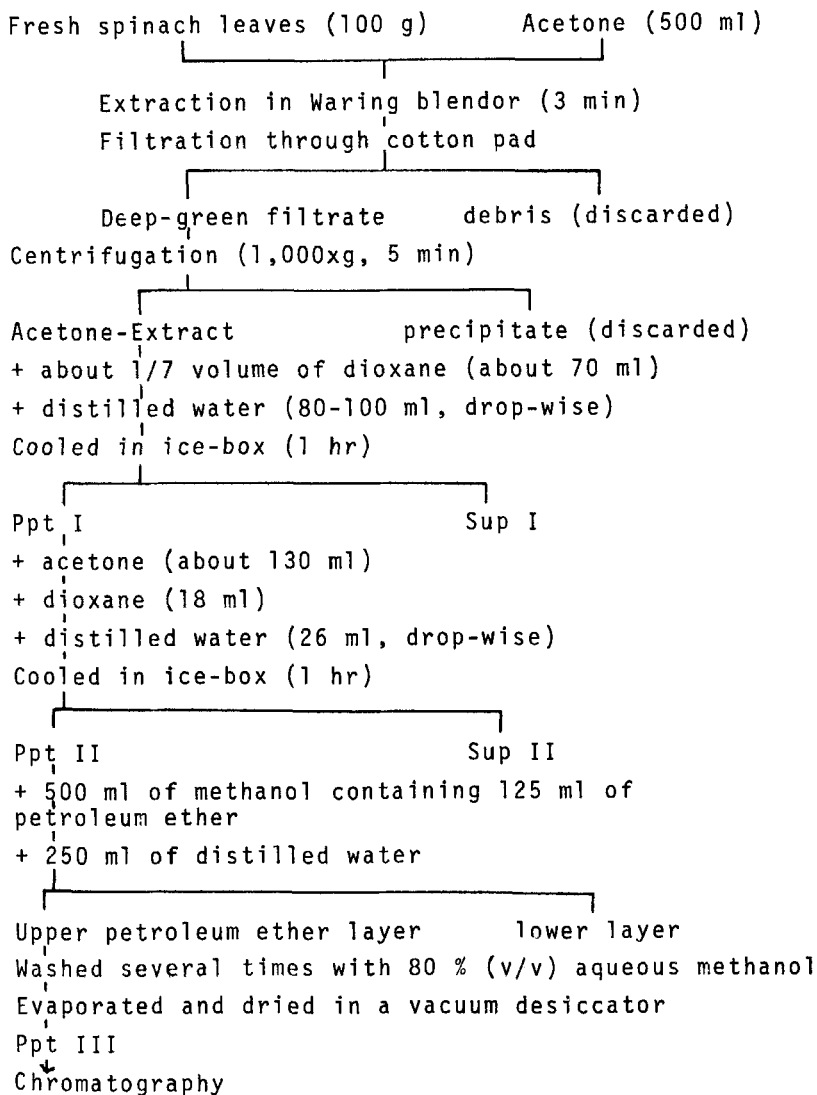 Fresh spinach leaves (100 g) Acetone (500 ml)
Extraction in Waring blendor (3 min)
Filtration through cotton pad
Deep-green filtrate debris (discarded)
Centrifugation (1,000xg, 5 min)
Acetone-Extract precipitate (discarded)
+ about 1/7 volume of dioxane (about 70 ml)
+ distilled water (80-100 ml, drop-wise)
Cooled in ice-box (1 hr)
Ppt I Sup I
+ acetone (about 130 ml)
+ dioxane (18 ml)
+ distilled water (26 ml, drop-wise)
Cooled in ice-box (1 hr)
Ppt II Sup II
+ 500 ml of methanol containing 125 ml of
petroleum ether
+ 250 ml of distilled water
Upper petroleum ether layer lower layer
Washed several times with 80 % (v/v) aqueous methanol
Evaporated and dried in a vacuum desiccator
Ppt III
Chromatography